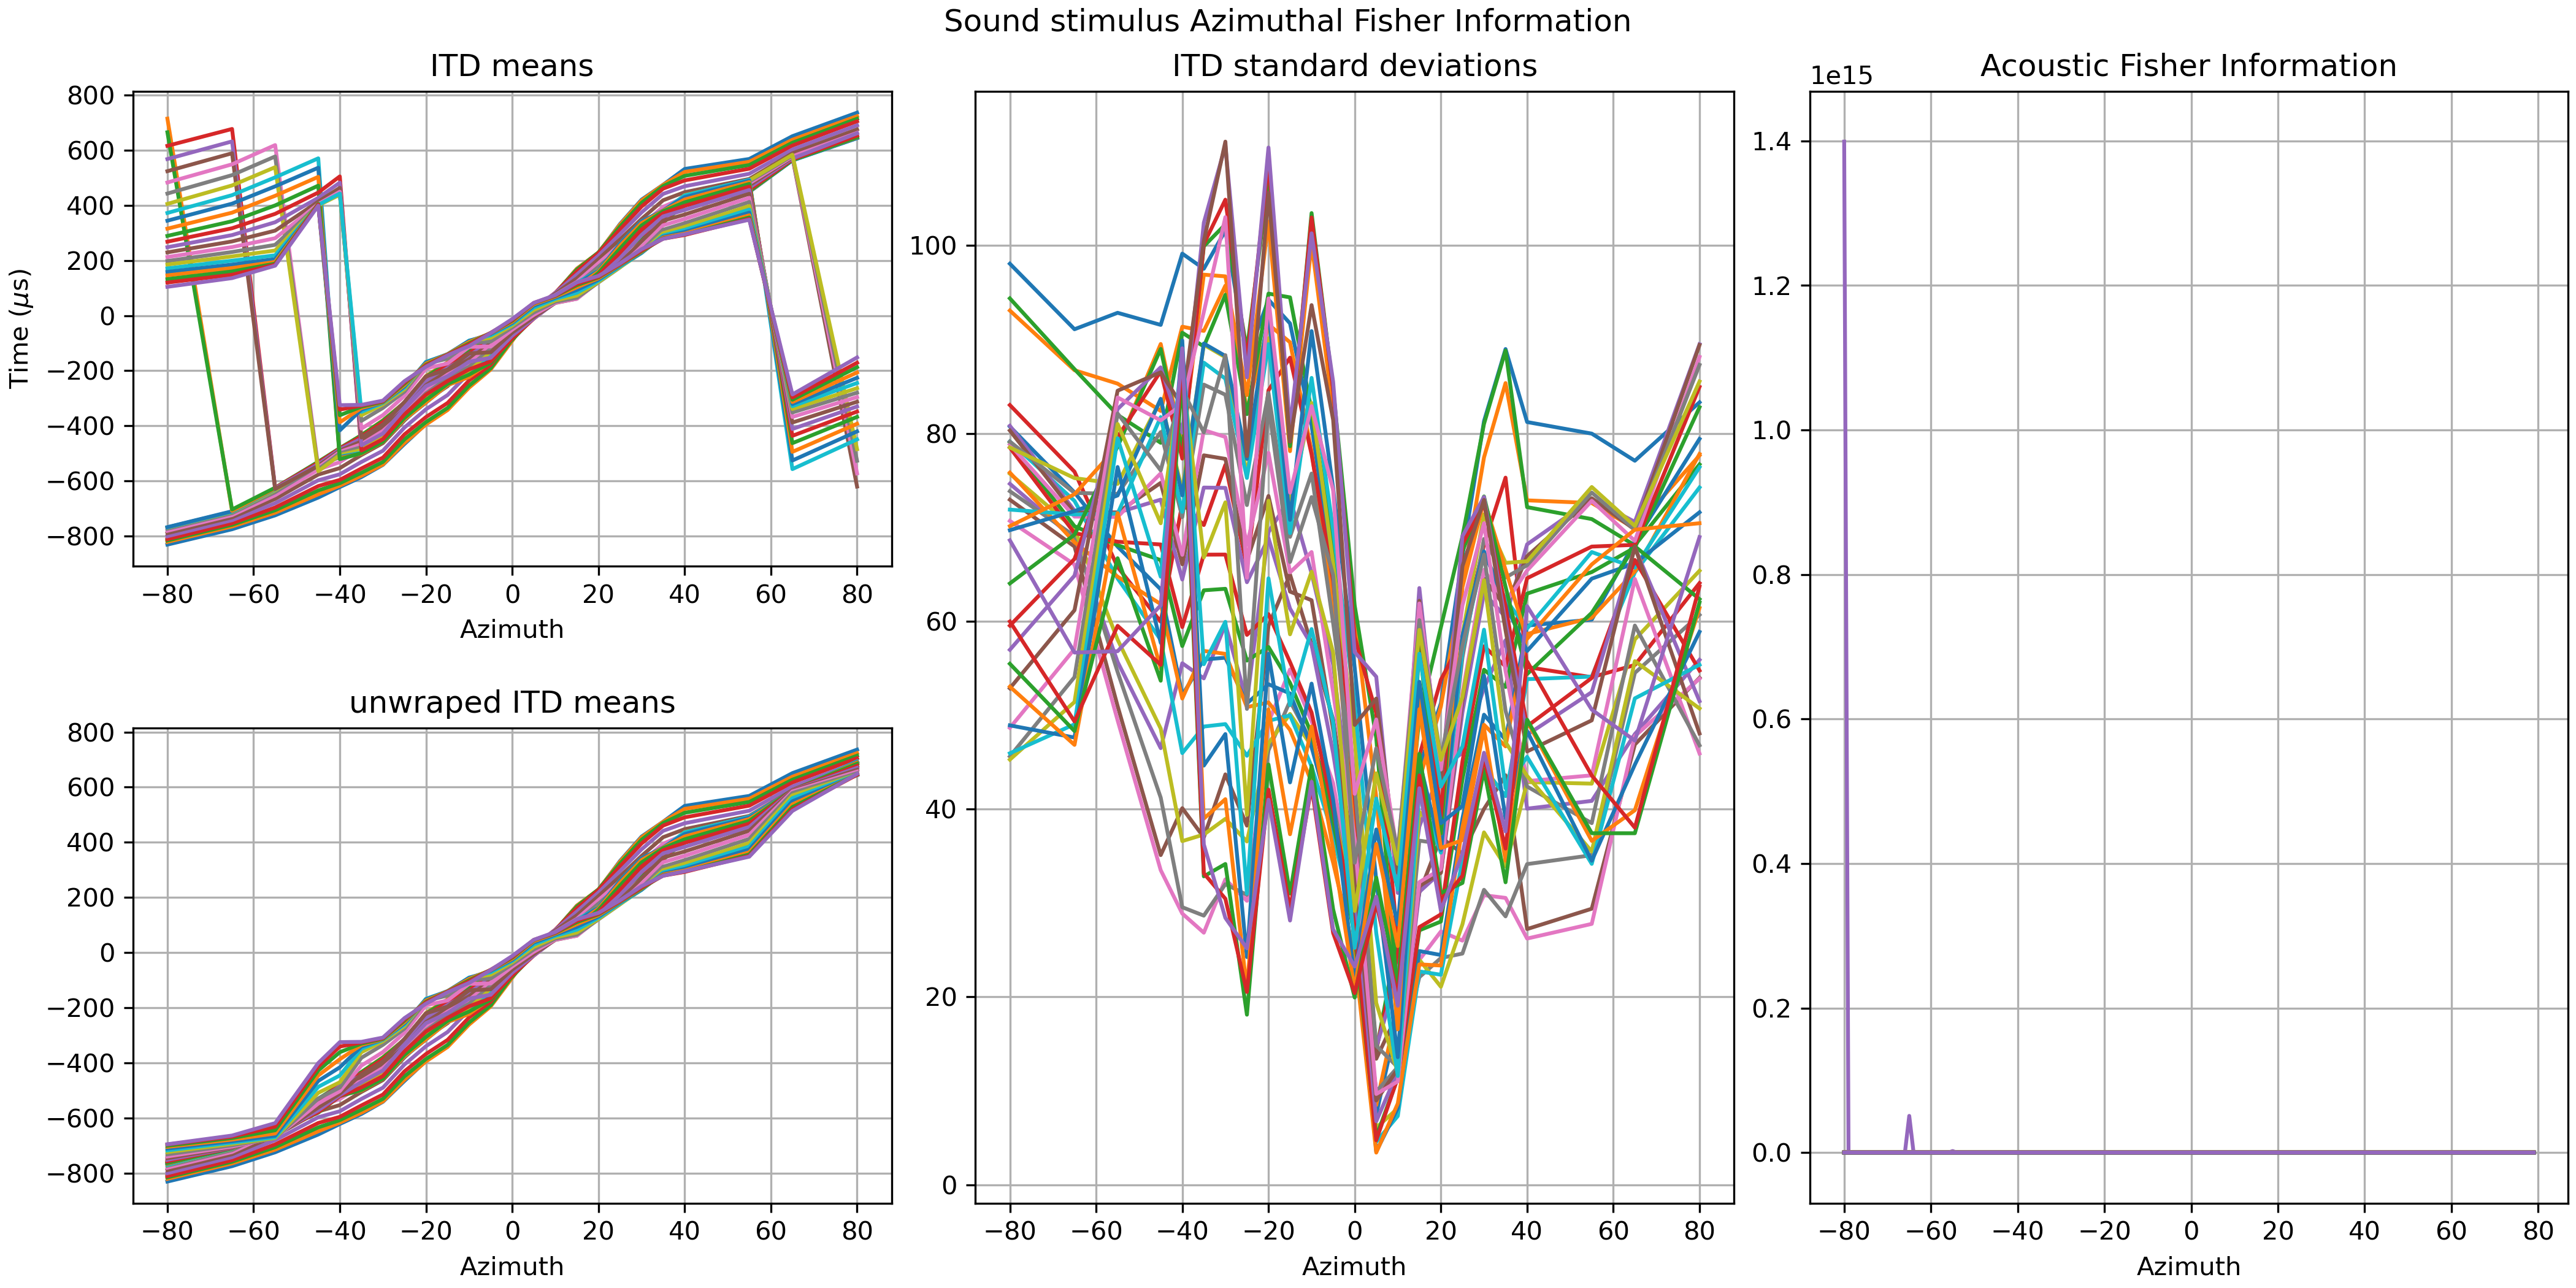 Sound stimulus Azimuthal Fisher Information
ITD means
800
600
400
200
0
−200
−400
−600
−800
Time (μs)
−80 −60 −40 −20 0 20 40 60 80
Azimuth
unwraped ITD means
800
600
400
200
0
−200
−400
−600
−800
−80 −60 −40 −20 0 20 40 60 80
Azimuth
ITD standard deviations
100
80
60
40
20
0
−80 −60 −40 −20 0 20 40 60 80
Azimuth
Acoustic Fisher Information
1e15
1.4
1.2
1.0
0.8
0.6
0.4
0.2
0.0
−80 −60 −40 −20 0 20 40 60 80
Azimuth